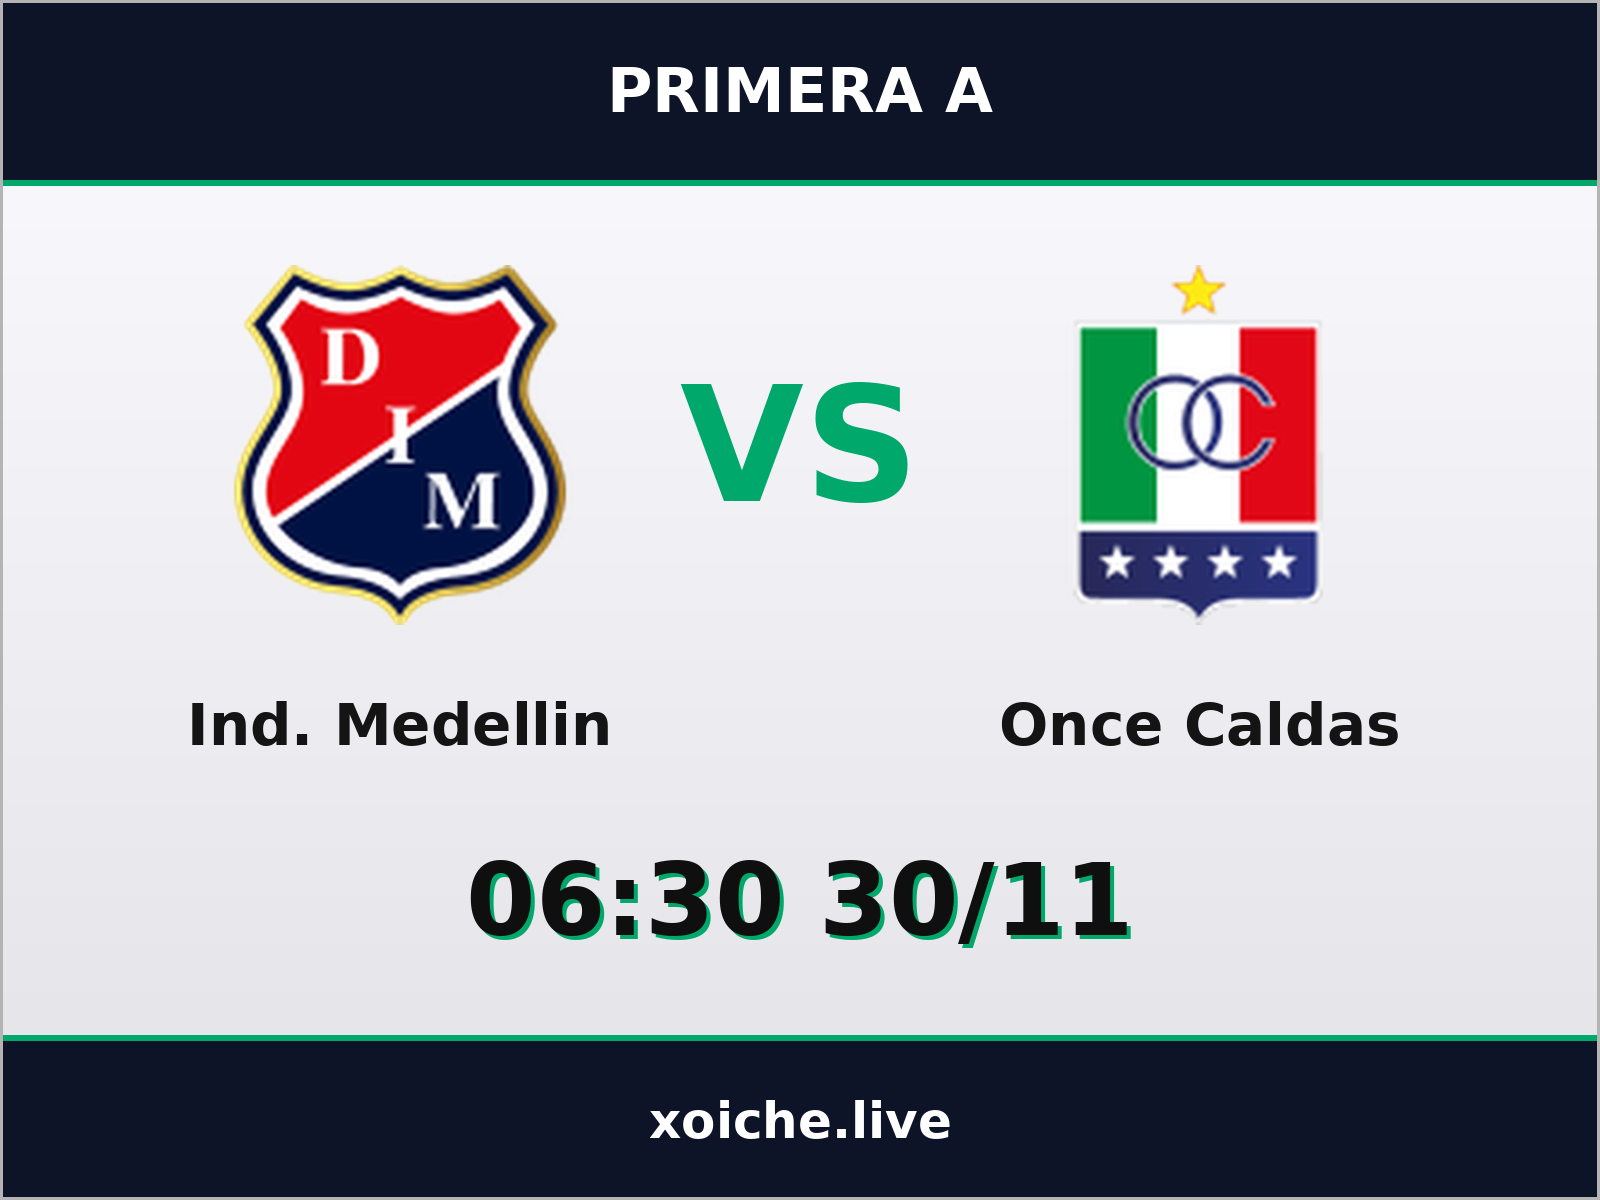 PRIMERA A
D
I
M
VS
OC
Ind. Medellin
Once Caldas
06:30 30/11
xoiche.live